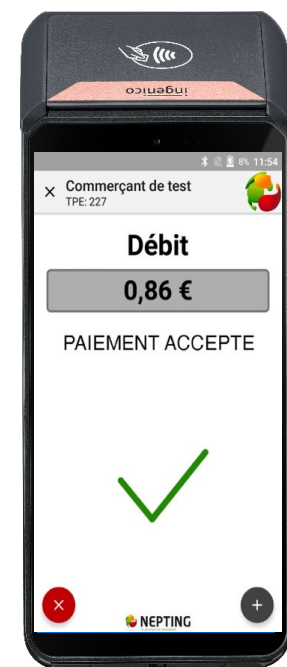 ingenico
8% 11:54
× Commerçant de test
TPE: 227
Débit
0,86 €
PAIEMENT ACCEPTE
NEPTING